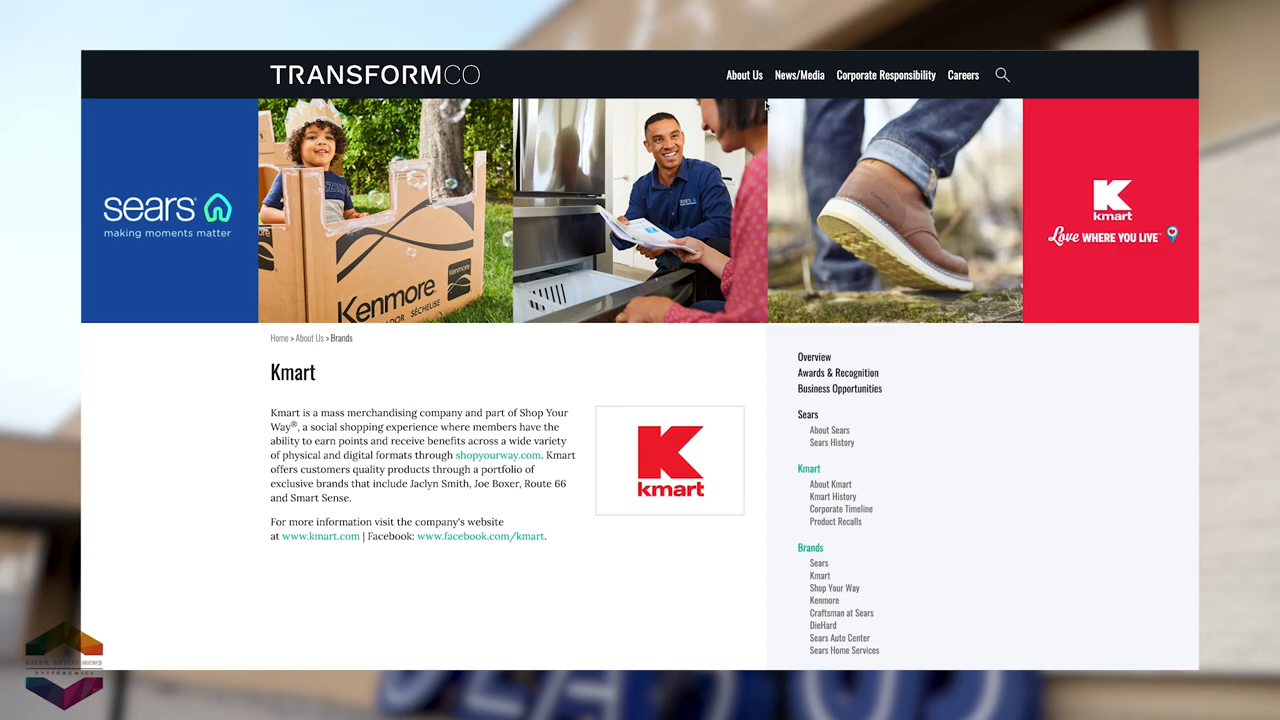 TRANSFORMCO
About Us News/Media Corporate Responsibility Careers
sears
making moments matter
Kenmore
Kenmore
SÉCHEUSE
kmart
Love WHERE YOU LIVE
Home > About Us > Brands
Kmart
Kmart is a mass merchandising company and part of Shop Your
Way®, a social shopping experience where members have the
ability to earn points and receive benefits across a wide variety
of physical and digital formats through shopyourway.com. Kmart
offers customers quality products through a portfolio of
exclusive brands that include Jaclyn Smith, Joe Boxer, Route 66
and Smart Sense.
For more information visit the company's website
at www.kmart.com | Facebook: www.facebook.com/kmart.
K
kmart
Overview
Awards & Recognition
Business Opportunities
Sears
About Sears
Sears History
Kmart
About Kmart
Kmart History
Corporate Timeline
Product Recalls
Brands
Sears
Kmart
Shop Your Way
Kenmore
Craftsman at Sears
DieHard
Sears Auto Center
Sears Home Services